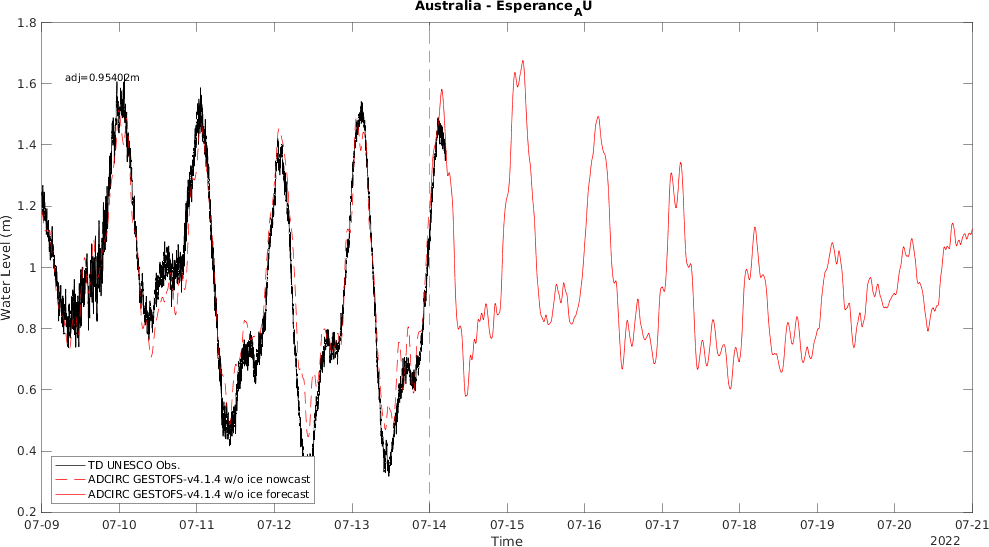 Australia - Esperance_AU
1.8
1.6
1.4
1.2
1
0.8
0.6
0.4
0.2
Water Level (m)
adj=0.95402m
TD UNESCO Obs.
ADCIRC GESTOFS-v4.1.4 w/o ice nowcast
ADCIRC GESTOFS-v4.1.4 w/o ice forecast
07-09 07-10 07-11 07-12 07-13 07-14 07-15 07-16 07-17 07-18 07-19 07-20 07-21
Time
2022